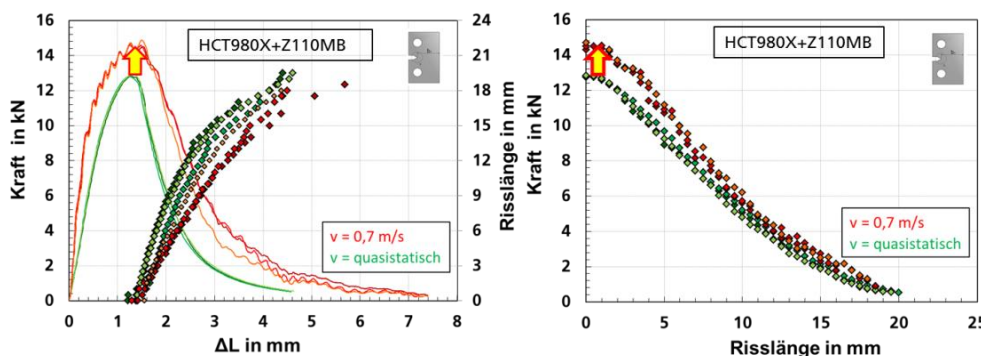 HCT980X+Z110MB
Kraft in kN
16
14
12
10
8
6
4
2
0
24
21
18
15
12
9
6
3
0
Risslänge in mm
v = 0,7 m/s
v = quasistatisch
0 1 2 3 4 5 6 7 8
ΔL in mm
HCT980X+Z110MB
Kraft in kN
16
14
12
10
8
6
4
2
0
v = 0,7 m/s
v = quasistatisch
0 5 10 15 20 25
Risslänge in mm